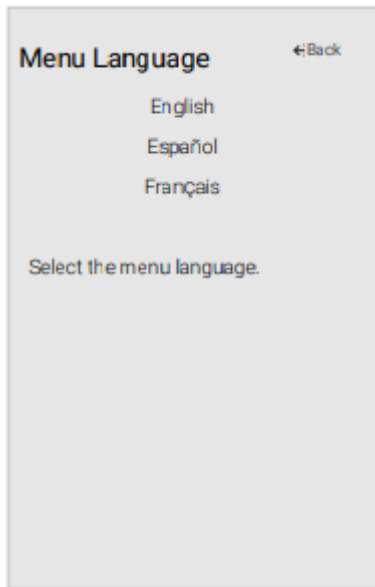 Menu Language
←Back
English
Español
Français
Select the menu language.